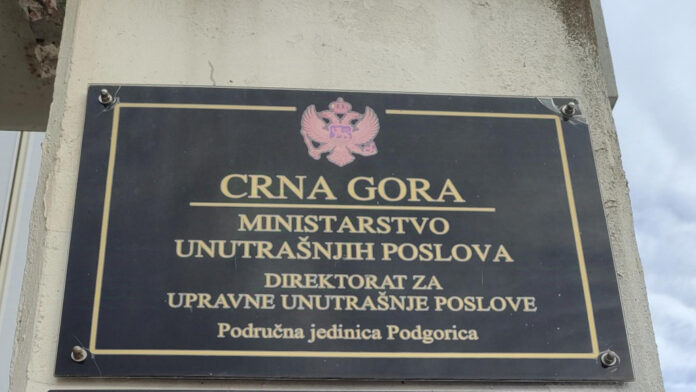 CRNA GORA
MINISTARSTVO
UNUTRAŠNJIH POSLOVA
DIREKTORAT ZA
UPRAVNE UNUTRAŠNJE POSLOVE
Područna jedinica Podgorica